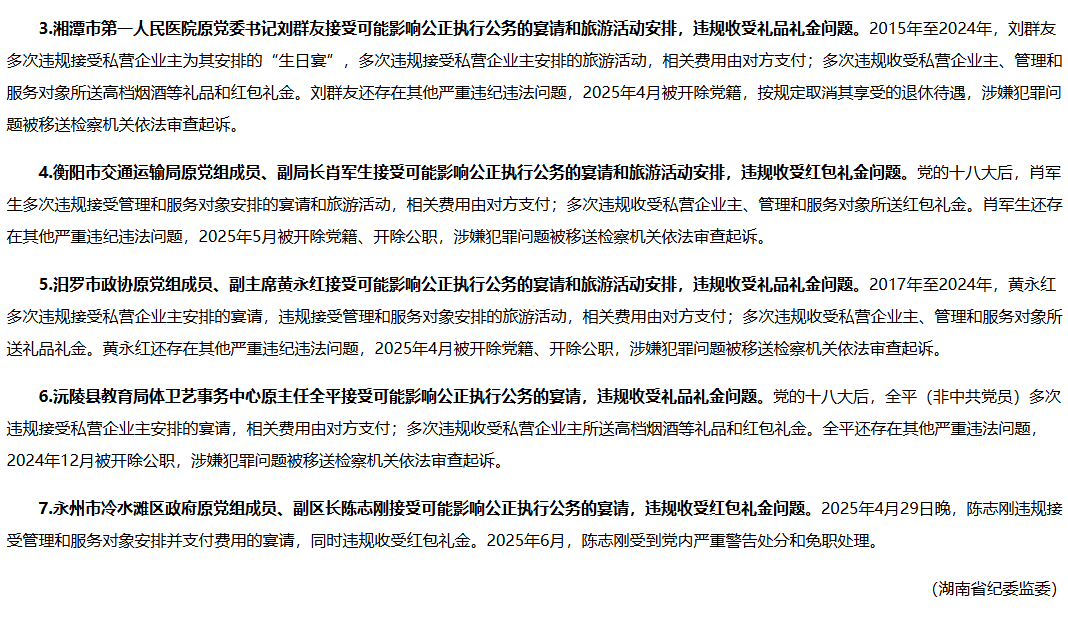 3.湘潭市第一人民医院原党委书记刘群友接受可能影响公正执行公务的宴请和旅游活动安排，违规收受礼品礼金问题。2015年至2024年，刘群友
多次违规接受私营企业主为其安排的“生日宴”，多次违规接受私营企业主安排的旅游活动，相关费用由对方支付；多次违规收受私营企业主、管理和
服务对象所送高档烟酒等礼品和红包礼金。刘群友还存在其他严重违纪违法问题，2025年4月被开除党籍，按规定取消其享受的退休待遇，涉嫌犯罪问
题被移送检察机关依法审查起诉。
4.衡阳市交通运输局原党组成员、副局长肖军生接受可能影响公正执行公务的宴请和旅游活动安排，违规收受红包礼金问题。党的十八大后，肖军
生多次违规接受管理和服务对象安排的宴请和旅游活动，相关费用由对方支付；多次违规收受私营企业主、管理和服务对象所送红包礼金。肖军生还存
在其他严重违纪违法问题，2025年5月被开除党籍、开除公职，涉嫌犯罪问题被移送检察机关依法审查起诉。
5.汨罗市政协原党组成员、副主席黄永红接受可能影响公正执行公务的宴请和旅游活动安排，违规收受礼品礼金问题。2017年至2024年，黄永红
多次违规接受私营企业主安排的宴请，违规接受管理和服务对象安排的旅游活动，相关费用由对方支付；多次违规收受私营企业主、管理和服务对象所
送礼品礼金。黄永红还存在其他严重违纪违法问题，2025年4月被开除党籍、开除公职，涉嫌犯罪问题被移送检察机关依法审查起诉。
6.沅陵县教育局体卫艺事务中心原主任全平接受可能影响公正执行公务的宴请，违规收受礼品礼金问题。党的十八大后，全平（非中共党员）多次
违规接受私营企业主安排的宴请，相关费用由对方支付；多次违规收受私营企业主所送高档烟酒等礼品和红包礼金。全平还存在其他严重违法问题，
2024年12月被开除公职，涉嫌犯罪问题被移送检察机关依法审查起诉。
7.永州市冷水滩区政府原党组成员、副区长陈志刚接受可能影响公正执行公务的宴请，违规收受红包礼金问题。2025年4月29日晚，陈志刚违规接
受管理和服务对象安排并支付费用的宴请，同时违规收受红包礼金。2025年6月，陈志刚受到党内严重警告处分和免职处理。
（湖南省纪委监委）